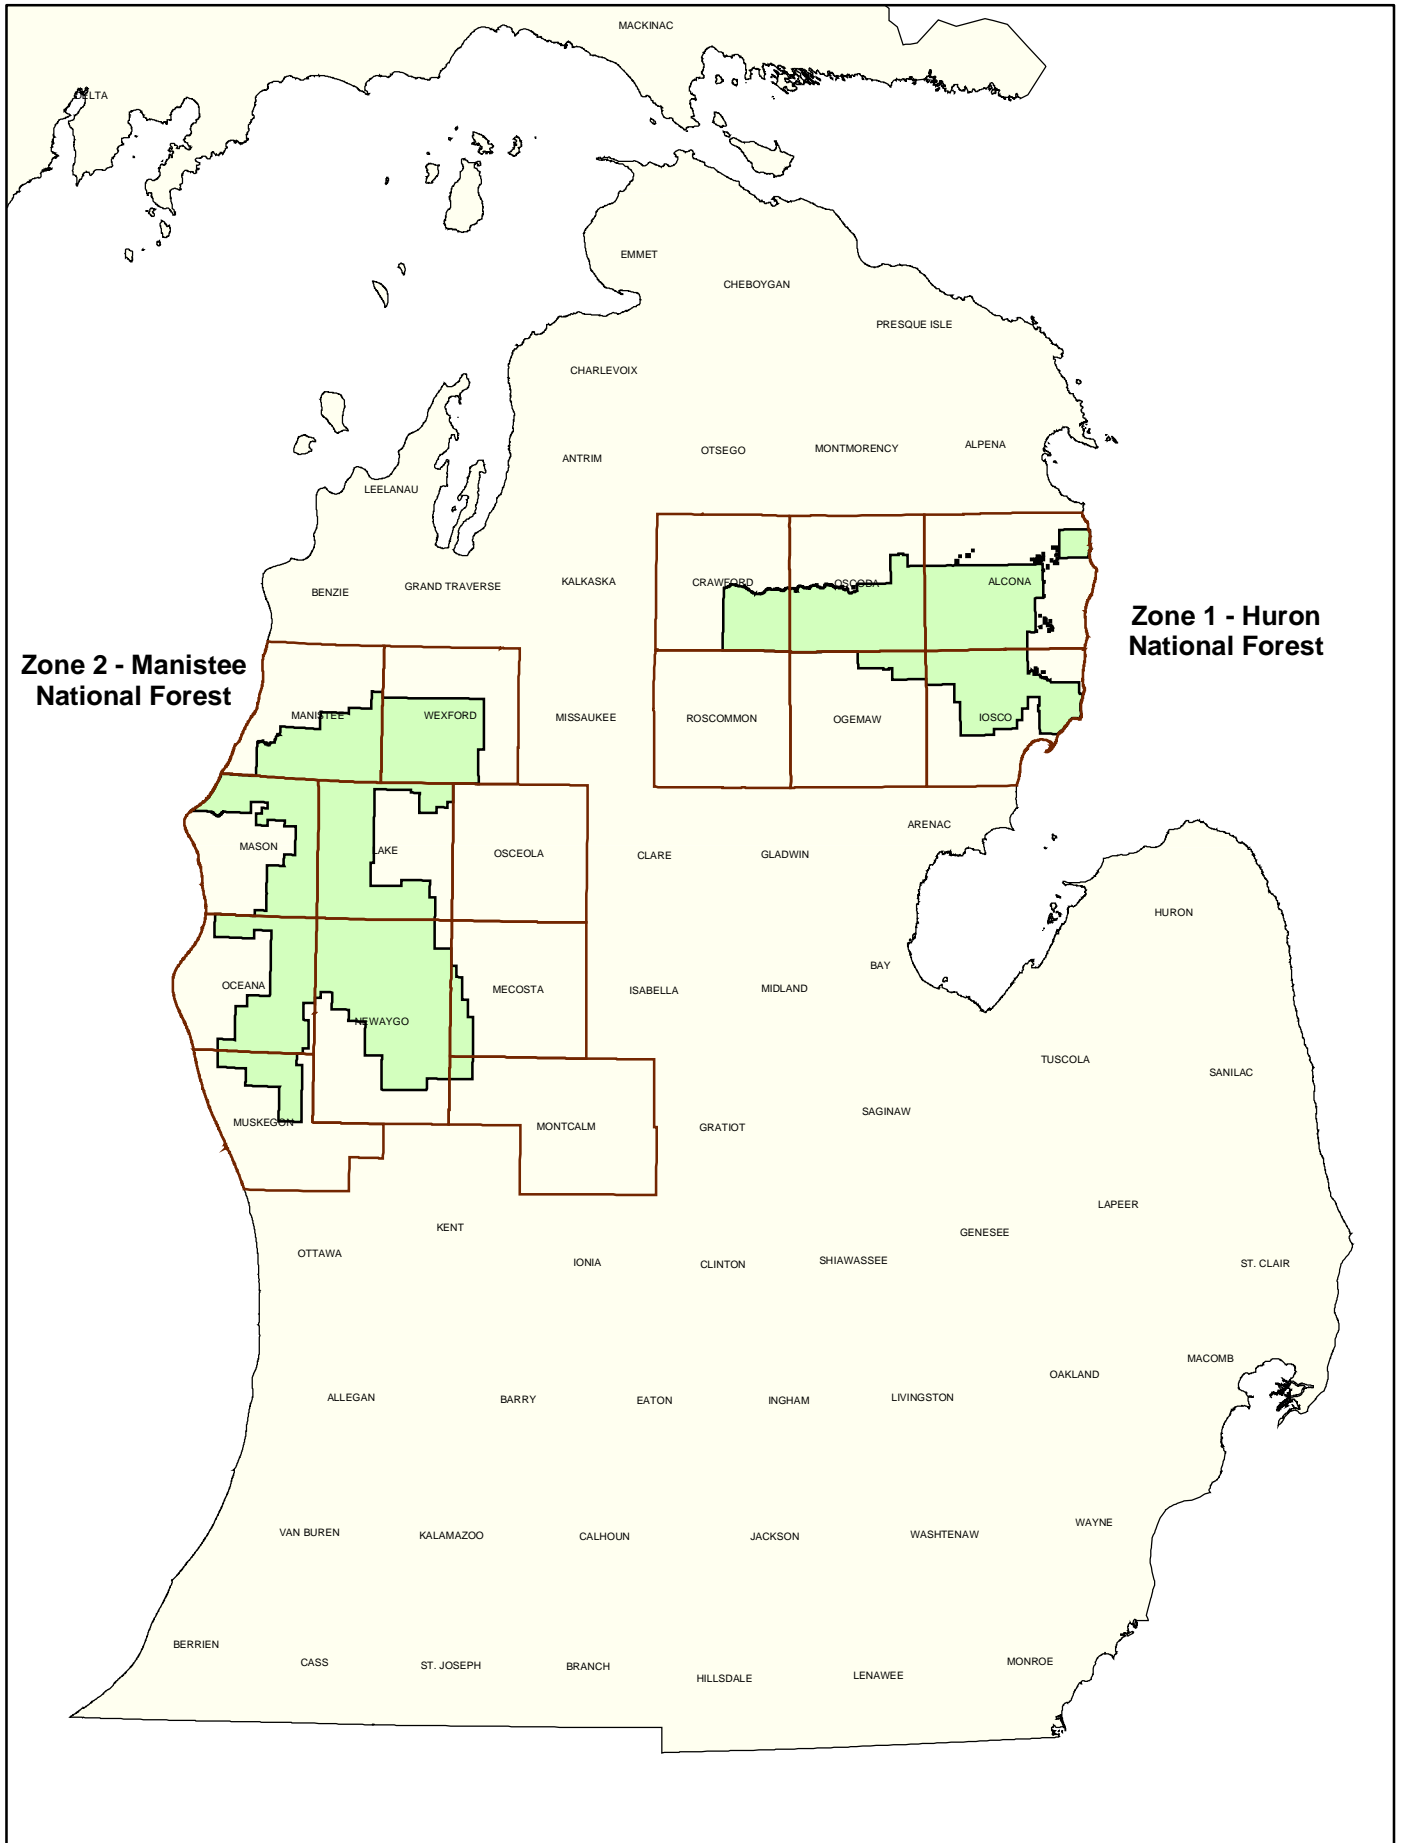 MACKINAC
DELTA
EMMET
CHEBOYGAN
PRESQUE ISLE
CHARLEVOIX
ANTRIM
OTSEGO
MONTMORENCY
ALPENA
LEELANAU
BENZIE
GRAND TRAVERSE
KALKASKA
CRAWFORD
OSCODA
ALCONA
Zone 1 - Huron
National Forest
Zone 2 - Manistee
National Forest
MANISTEE
WEXFORD
MISSAUKEE
ROSCOMMON
OGEMAW
IOSCO
ARENAC
MASON
LAKE
OSCEOLA
CLARE
GLADWIN
HURON
BAY
OCEANA
MECOSTA
ISABELLA
MIDLAND
NEWAYGO
TUSCOLA
SANILAC
MUSKEGON
MONTCALM
GRATIOT
SAGINAW
LAPEER
KENT
GENESEE
OTTAWA
IONIA
CLINTON
SHIAWASSEE
ST. CLAIR
MACOMB
OAKLAND
ALLEGAN
BARRY
EATON
INGHAM
LIVINGSTON
WAYNE
VAN BUREN
KALAMAZOO
CALHOUN
JACKSON
WASHTENAW
BERRIEN
CASS
ST. JOSEPH
BRANCH
HILLSDALE
LENAWEE
MONROE